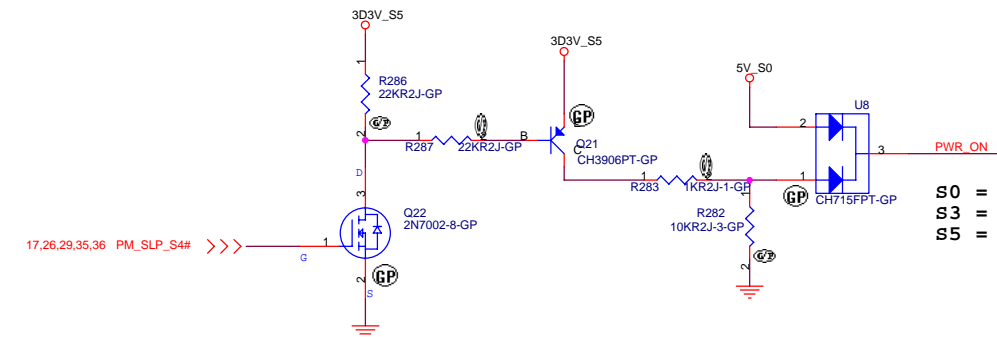 3D3V_S5
1
R286
22KR2J-GP
2
G/P
3D3V_S5
5V_S0
U8
GP
2
3
PWR_ON
1
R287
22KR2J-GP
B
C
Q21
CH3906PT-GP
R283
1
2
1KR2J-1-GP
1
GP
CH715FPT-GP
D
3
Q22
2N7002-8-GP
1
R282
10KR2J-3-GP
2
G/P
S0 =
S3 =
S5 =
17,26,29,35,36 PM_SLP_S4#
1
G
2
GP
S